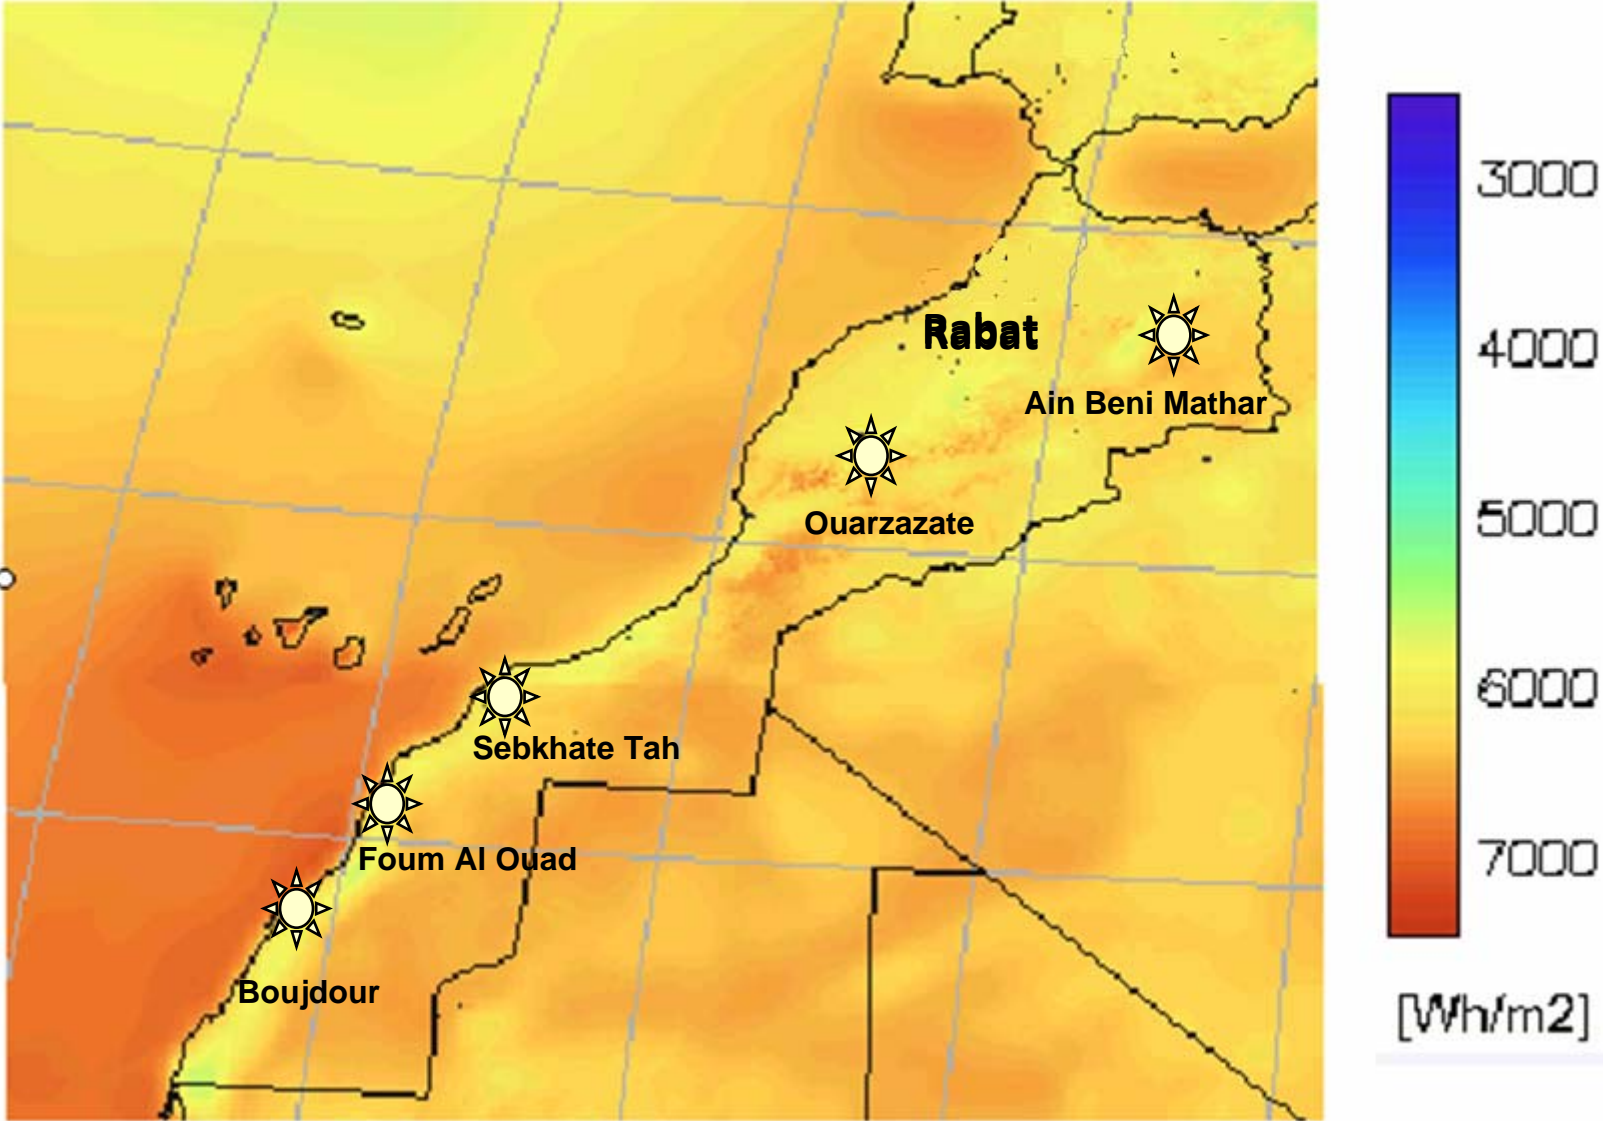 Rabat
Ain Beni Mathar
Ouarzazate
Sebkhate Tah
Foum Al Ouad
Boujdour
3000
4000
5000
6000
7000
[Wh/m2]